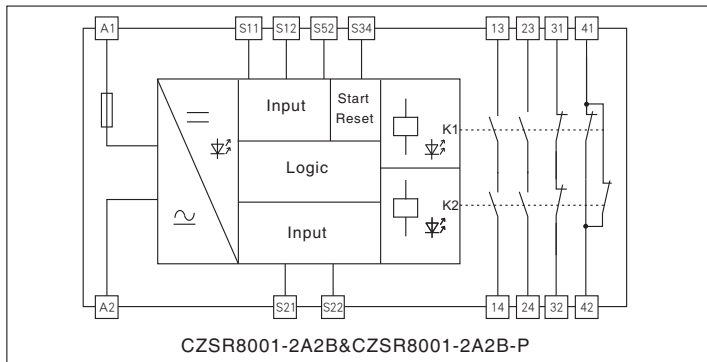 A1 S11 S12 S52 S34 13 23 31 41
Input
Start
Reset
K1
Logic
K2
Input
A2 S21 S22 14 24 32 42
CZSR8001-2A2B&CZSR8001-2A2B-P